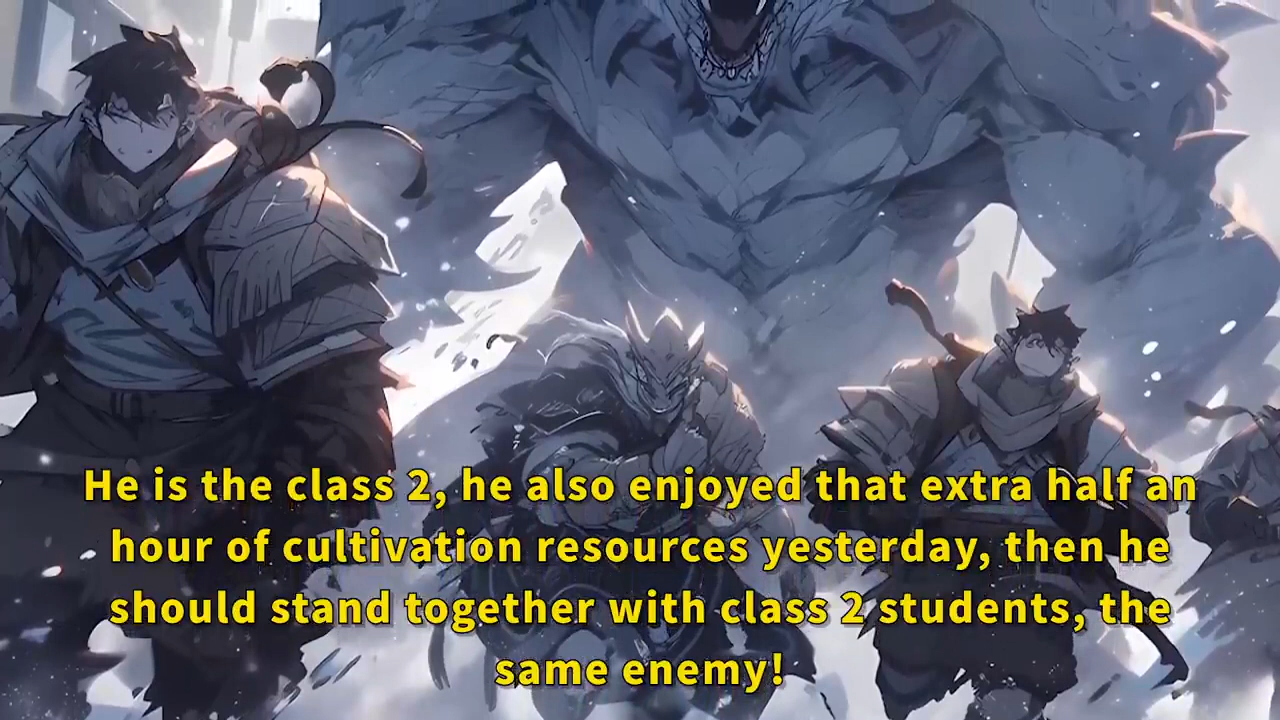 He is the class 2, he also enjoyed that extra half an
hour of cultivation resources yesterday, then he
should stand together with class 2 students, the
same enemy!